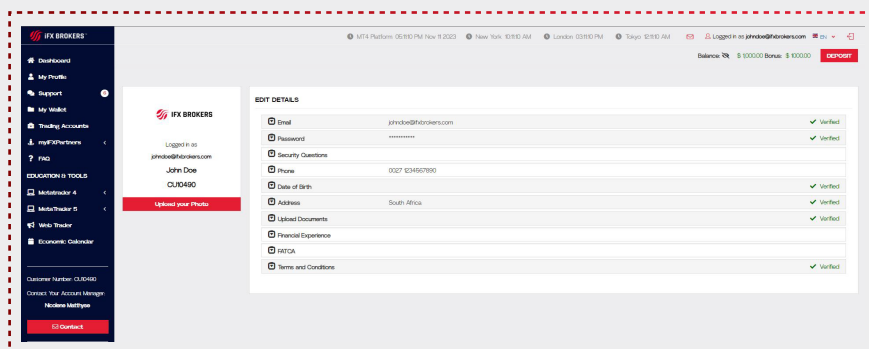 IFX BROKERS
MT4 Platform: 05:11:10 PM: Nov 11 2023 New York: 10:11:10 AM London: 03:11:10 PM Tokyo: 12:11:10 AM Logged in as johndoe@ifxbrokers.com EN
Balance: $ 1000.00 Bonus: $ 1000.00 DEPOSIT
Dashboard
My Profile
Support
My Wallet
Trading Accounts
myIFXPartners
FAQ
EDUCATION & TOOLS
Metatrader 4
MetaTrader 5
Web Trader
Economic Calendar
Customer Number: CU10490
Contact Your Account Manager:
Nicolene Matthyse
Contact
IFX BROKERS
Logged in as
johndoe@ifxbrokers.com
John Doe
CU10490
Upload your Photo
EDIT DETAILS
Email johndoe@ifxbrokers.com Verified
Password *********** Verified
Security Questions
Phone 0027 1234567890
Date of Birth Verified
Address South Africa Verified
Upload Documents Verified
Financial Experience
FATCA
Terms and Conditions Verified